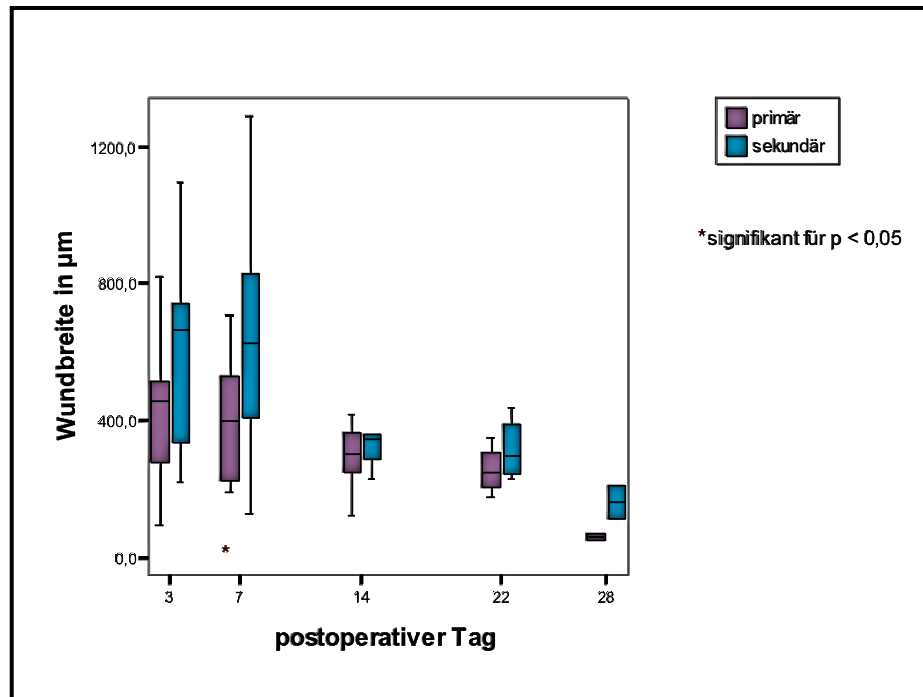 primär
sekundär
*signifikant für p < 0,05
Wundbreite in µm
1200,0
800,0
400,0
0,0
*
3 7 14 22 28
postoperativer Tag